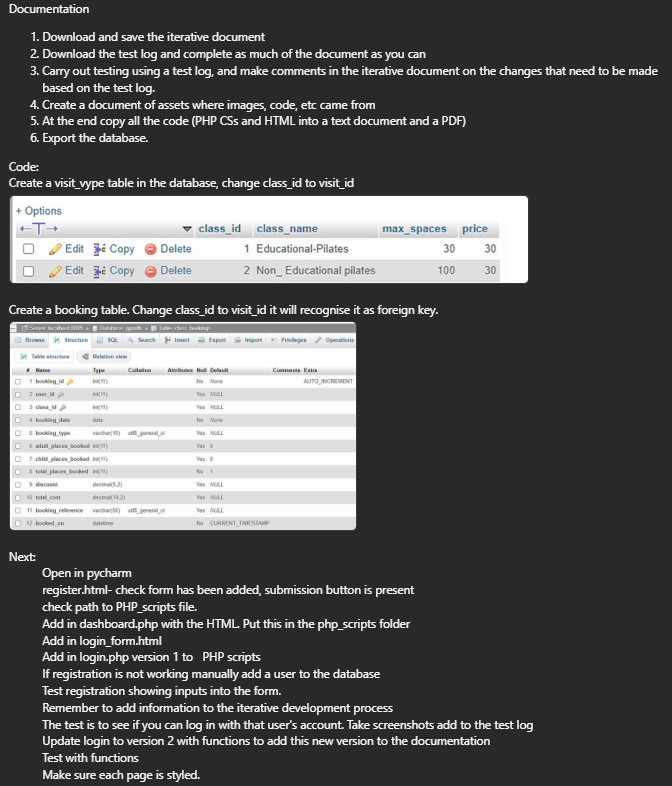 Documentation
1. Download and save the iterative document
2. Download the test log and complete as much of the document as you can
3. Carry out testing using a test log, and make comments in the iterative document on the changes that need to be made
based on the test log.
4. Create a document of assets where images, code, etc came from
5. At the end copy all the code (PHP CSs and HTML into a text document and a PDF)
6. Export the database.
Code:
Create a visit_vype table in the database, change class_id to visit_id
+ Options
←T→ ▼ class_id class_name max_spaces price
Edit Copy Delete 1 Educational-Pilates 30 30
Edit Copy Delete 2 Non_ Educational pilates 100 30
Create a booking table. Change class_id to visit_id it will recognise it as foreign key.
Server: localhost:8885 » Database: gymdb » Table: class_bookings
Browse Structure SQL Search Insert Export Import Privileges Operations
Table structure Relation view
# Name Type Collation Attributes Null Default Comments Extra
1 booking_id int(11) No None AUTO_INCREMENT
2 user_id int(11) Yes NULL
3 class_id int(11) Yes NULL
4 booking_date date No None
5 booking_type varchar(10) utf8_general_ci Yes NULL
6 adult_places_booked int(11) Yes 0
7 child_places_booked int(11) Yes 0
8 total_places_booked int(11) No 1
9 discount decimal(5,2) Yes NULL
10 total_cost decimal(10,2) Yes NULL
11 booking_reference varchar(50) utf8_general_ci Yes NULL
12 booked_on datetime No CURRENT_TIMESTAMP
Next:
Open in pycharm
register.html- check form has been added, submission button is present
check path to PHP_scripts file.
Add in dashboard.php with the HTML. Put this in the php_scripts folder
Add in login_form.html
Add in login.php version 1 to PHP scripts
If registration is not working manually add a user to the database
Test registration showing inputs into the form.
Remember to add information to the iterative development process
The test is to see if you can log in with that user's account. Take screenshots add to the test log
Update login to version 2 with functions to add this new version to the documentation
Test with functions
Make sure each page is styled.